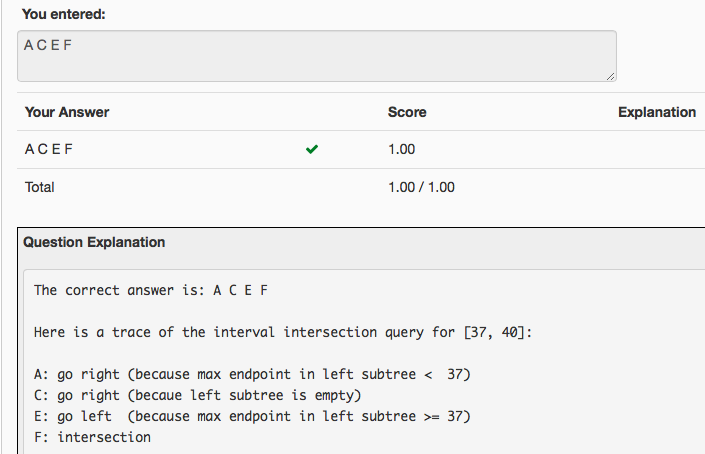 You entered:
A C E F
Your Answer Score Explanation
A C E F 1.00
Total 1.00 / 1.00
Question Explanation
The correct answer is: A C E F
Here is a trace of the interval intersection query for [37, 40]:
A: go right (because max endpoint in left subtree <  37)
C: go right (becaue left subtree is empty)
E: go left  (because max endpoint in left subtree >= 37)
F: intersection